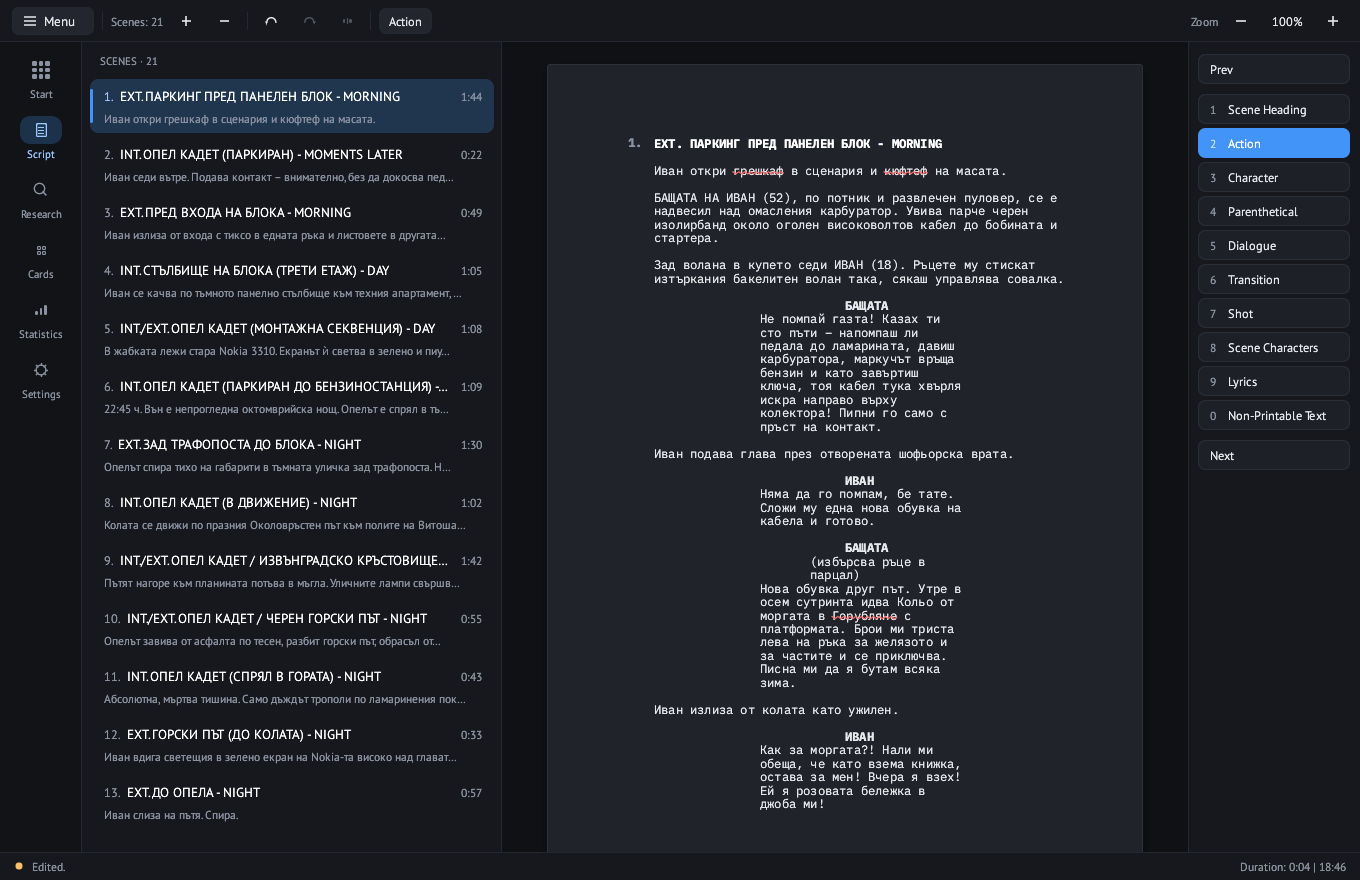 Menu
Scenes: 21
Action
Zoom
100%
Start
Script
Research
Cards
Statistics
Settings
SCENES · 21
1. EXT.ПАРКИНГ ПРЕД ПАНЕЛЕН БЛОК - MORNING 1:44
Иван откри грешкаф в сценария и кюфтеф на масата.
2. INT.ОПЕЛ КАДЕТ (ПАРКИРАН) - MOMENTS LATER 0:22
Иван седи вътре. Подава контакт – внимателно, без да докосва пед...
3. EXT.ПРЕД ВХОДА НА БЛОКА - MORNING 0:49
Иван излиза от входа с тиксо в едната ръка и листовете в другата...
4. INT.СТЪЛБИЩЕ НА БЛОКА (ТРЕТИ ЕТАЖ) - DAY 1:05
Иван се качва по тъмното панелно стълбище към техния апартамент, ...
5. INT./EXT.ОПЕЛ КАДЕТ (МОНТАЖНА СЕКВЕНЦИЯ) - DAY 1:08
В жабката лежи стара Nokia 3310. Екранът ѝ светва в зелено и пиу...
6. INT.ОПЕЛ КАДЕТ (ПАРКИРАН ДО БЕНЗИНОСТАНЦИЯ) -... 1:09
22:45 ч. Вън е непрогледна октомврийска нощ. Опелът е спрял в тъ...
7. EXT.ЗАД ТРАФОПОСТА ДО БЛОКА - NIGHT 1:30
Опелът спира тихо на габарити в тъмната уличка зад трафопоста. Н...
8. INT.ОПЕЛ КАДЕТ (В ДВИЖЕНИЕ) - NIGHT 1:02
Колата се движи по празния Околовръстен път към полите на Витоша...
9. INT./EXT.ОПЕЛ КАДЕТ / ИЗВЪНГРАДСКО КРЪСТОВИЩЕ... 1:42
Пътят нагоре към планината потъва в мъгла. Уличните лампи свършв...
10. INT./EXT.ОПЕЛ КАДЕТ / ЧЕРЕН ГОРСКИ ПЪТ - NIGHT 0:55
Опелът завива от асфалта по тесен, разбит горски път, обрасъл от...
11. INT.ОПЕЛ КАДЕТ (СПРЯЛ В ГОРАТА) - NIGHT 0:43
Абсолютна, мъртва тишина. Само дъждът трополи по ламаринения пок...
12. EXT.ГОРСКИ ПЪТ (ДО КОЛАТА) - NIGHT 0:33
Иван вдига светещия в зелено екран на Nokia-та високо над глават...
13. EXT.ДО ОПЕЛА - NIGHT 0:57
Иван слиза на пътя. Спира.
1. EXT. ПАРКИНГ ПРЕД ПАНЕЛЕН БЛОК - MORNING
Иван откри грешкаф в сценария и кюфтеф на масата.
БАЩАТА НА ИВАН (52), по потник и развлечен пуловер, се е
надвесил над омасления карбуратор. Увива парче черен
изолирбанд около оголен високоволтов кабел до бобината и
стартера.
Зад волана в купето седи ИВАН (18). Ръцете му стискат
изтъркания бакелитен волан така, сякаш управлява совалка.
БАЩАТА
Не помпай газта! Казах ти
сто пъти – напомпаш ли
педала до ламарината, давиш
карбуратора, маркучът връща
бензин и като завъртиш
ключа, тоя кабел тука хвърля
искра направо върху
колектора! Пипни го само с
пръст на контакт.
Иван подава глава през отворената шофьорска врата.
ИВАН
Няма да го помпам, бе тате.
Сложи му една нова обувка на
кабела и готово.
БАЩАТА
(избърсва ръце в
парцал)
Нова обувка друг път. Утре в
осем сутринта идва Кольо от
моргата в Горубляне с
платформата. Брои ми триста
лева на ръка за желязото и
за частите и се приключва.
Писна ми да я бутам всяка
зима.
Иван излиза от колата като ужилен.
ИВАН
Как за моргата?! Нали ми
обеща, че като взема книжка,
остава за мен! Вчера я взех!
Ей я розовата бележка в
джоба ми!
Prev
1 Scene Heading
2 Action
3 Character
4 Parenthetical
5 Dialogue
6 Transition
7 Shot
8 Scene Characters
9 Lyrics
0 Non-Printable Text
Next
Edited.
Duration: 0:04 | 18:46